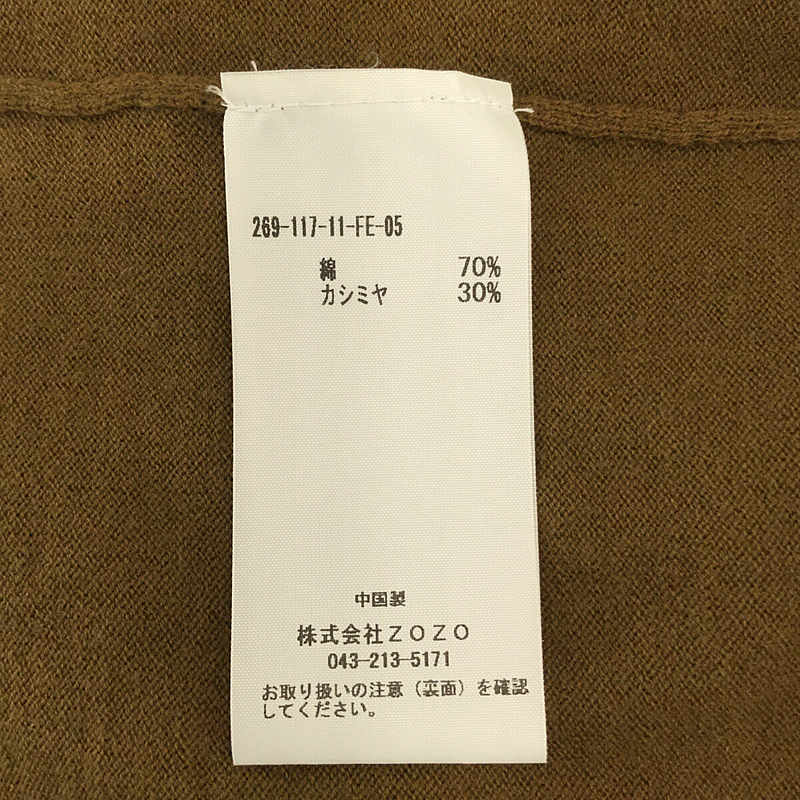 269-117-11-FE-05
綿 70%
カシミヤ 30%
中国製
株式会社ZOZO
043-213-5171
お取り扱いの注意（裏面）を確認
してください。